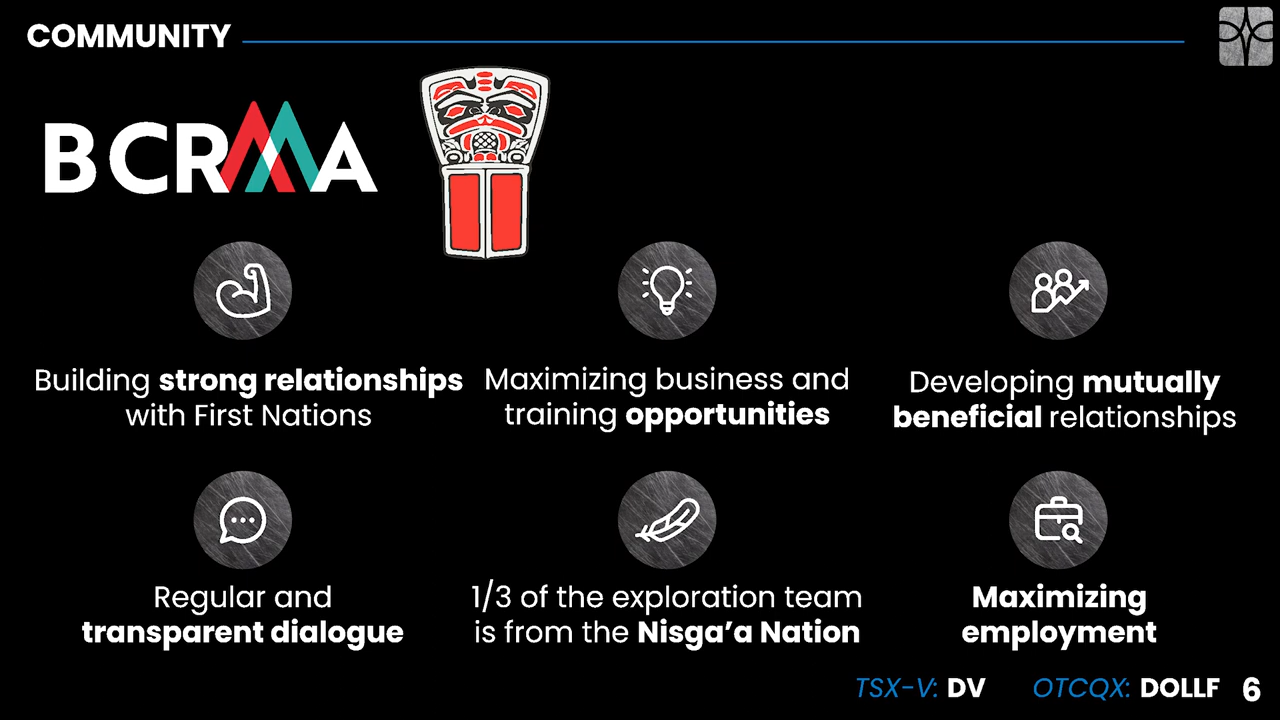 COMMUNITY
BCRMA
Building strong relationships
with First Nations
Maximizing business and
training opportunities
Developing mutually
beneficial relationships
Regular and
transparent dialogue
1/3 of the exploration team
is from the Nisga’a Nation
Maximizing
employment
TSX-V: DV OTCQX: DOLLF 6